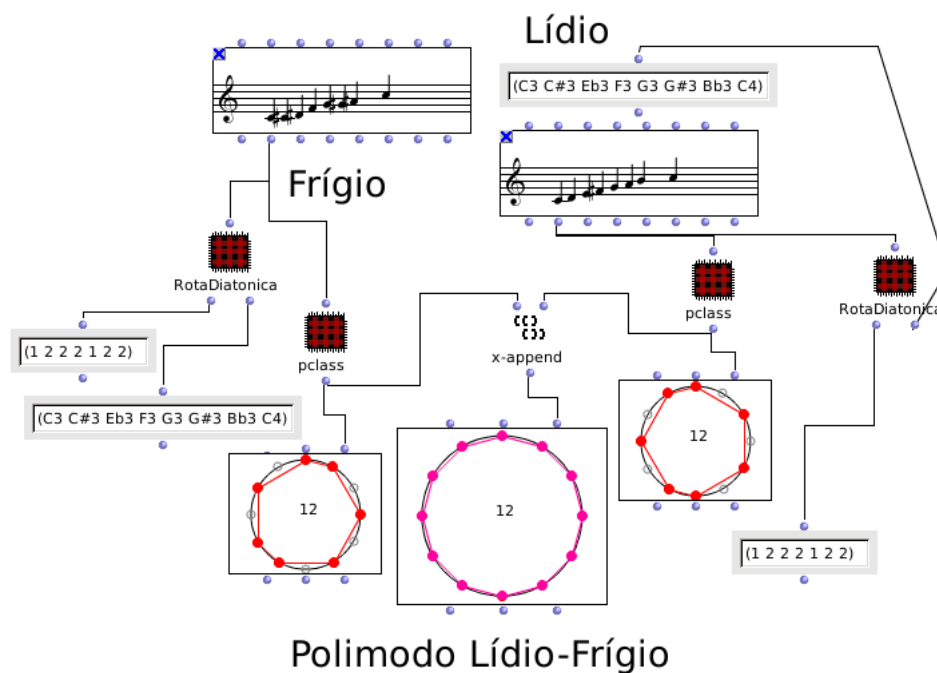 Lídio
(C3 C#3 Eb3 F3 G3 G#3 Bb3 C4)
Frígio
RotaDiatonica
pclass
RotaDiatonica
(1 2 2 2 1 2 2)
x-append
pclass
(C3 C#3 Eb3 F3 G3 G#3 Bb3 C4)
12
12
12
(1 2 2 2 1 2 2)
Polimodo Lídio-Frígio